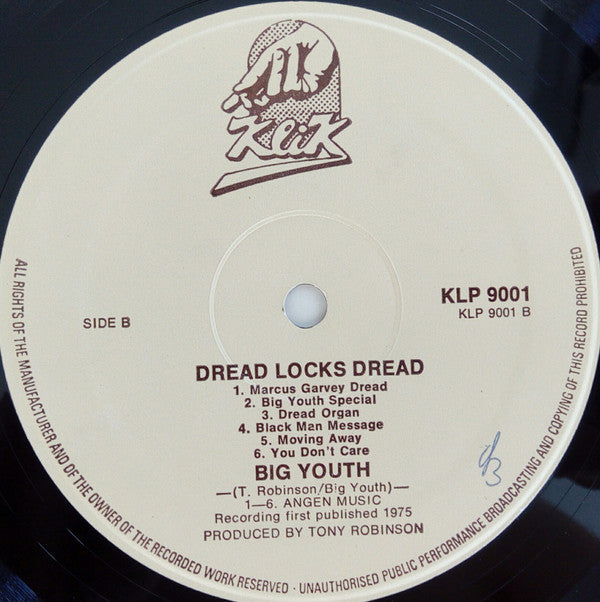 KLiK
KLP 9001
SIDE B
KLP 9001 B
DREAD LOCKS DREAD
1. Marcus Garvey Dread
2. Big Youth Special
3. Dread Organ
4. Black Man Message
5. Moving Away
6. You Don't Care
BIG YOUTH
—(T. Robinson/Big Youth)—
1—6. ANGEN MUSIC
Recording first published 1975
PRODUCED BY TONY ROBINSON
ALL RIGHTS OF THE MANUFACTURER AND OF THE OWNER OF THE RECORDED WORK RESERVED · UNAUTHORISED PUBLIC PERFORMANCE BROADCASTING AND COPYING OF THIS RECORD PROHIBITED